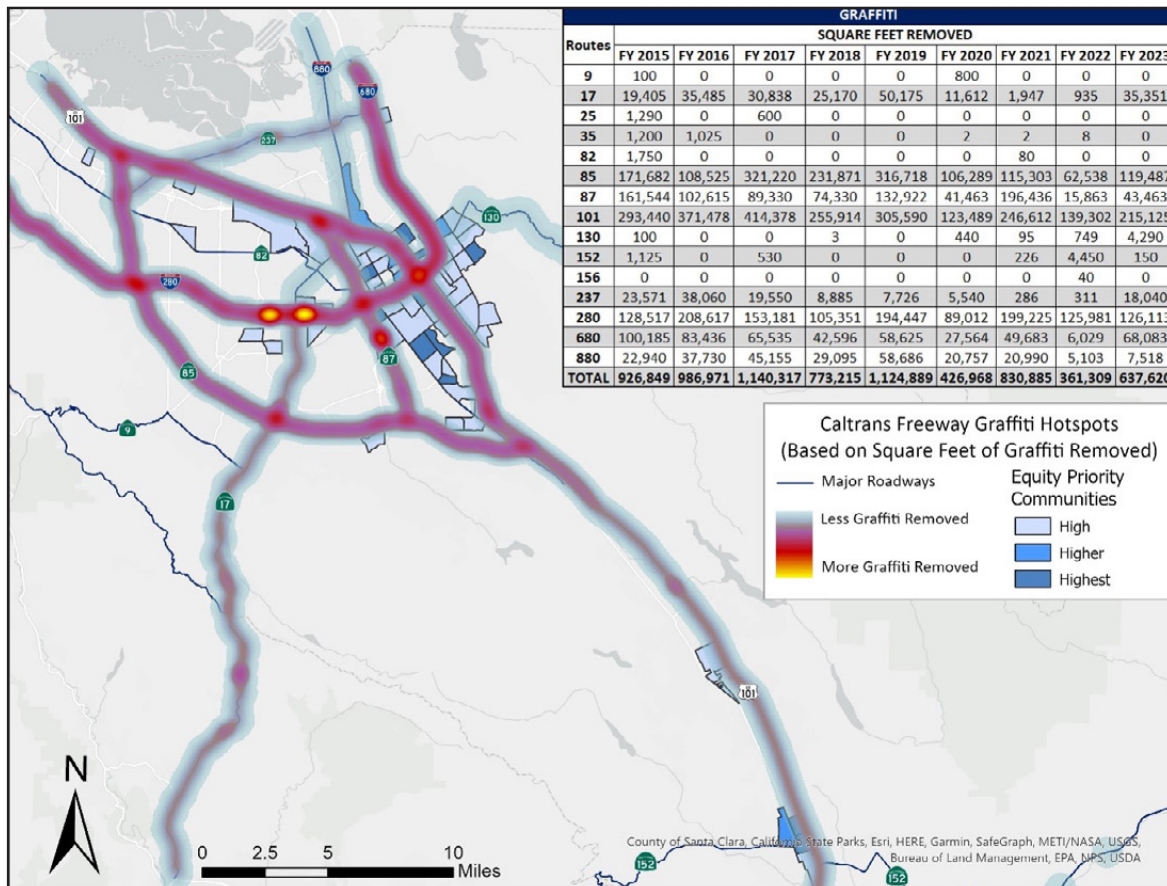 GRAFFITI
SQUARE FEET REMOVED
Routes FY 2015 FY 2016 FY 2017 FY 2018 FY 2019 FY 2020 FY 2021 FY 2022 FY 2023
9 100 0 0 0 0 800 0 0 0
17 19,405 35,485 30,838 25,170 50,175 11,612 1,947 935 35,351
25 1,290 0 600 0 0 0 0 0 0
35 1,200 1,025 0 0 0 2 2 8 0
82 1,750 0 0 0 0 0 80 0 0
85 171,682 108,525 321,220 231,871 316,718 106,289 115,303 62,538 119,487
87 161,544 102,615 89,330 74,330 132,922 41,463 196,436 15,863 43,463
101 293,440 371,478 414,378 255,914 305,590 123,489 246,612 139,302 215,125
130 100 0 0 3 0 440 95 749 4,290
152 1,125 0 530 0 0 0 226 4,450 150
156 0 0 0 0 0 0 0 40 0
237 23,571 38,060 19,550 8,885 7,726 5,540 286 311 18,040
280 128,517 208,617 153,181 105,351 194,447 89,012 199,225 125,981 126,113
680 100,185 83,436 65,535 42,596 58,625 27,564 49,683 6,029 68,083
880 22,940 37,730 45,155 29,095 58,686 20,757 20,990 5,103 7,518
TOTAL 926,849 986,971 1,140,317 773,215 1,124,889 426,968 830,885 361,309 637,620
880
680
101
237
130
82
280
87
85
9
17
101
152
152
Caltrans Freeway Graffiti Hotspots
(Based on Square Feet of Graffiti Removed)
Major Roadways
Less Graffiti Removed
More Graffiti Removed
Equity Priority
Communities
High
Higher
Highest
N
0 2.5 5 10
Miles
County of Santa Clara, California State Parks, Esri, HERE, Garmin, SafeGraph, METI/NASA, USGS,
Bureau of Land Management, EPA, NPS, USDA